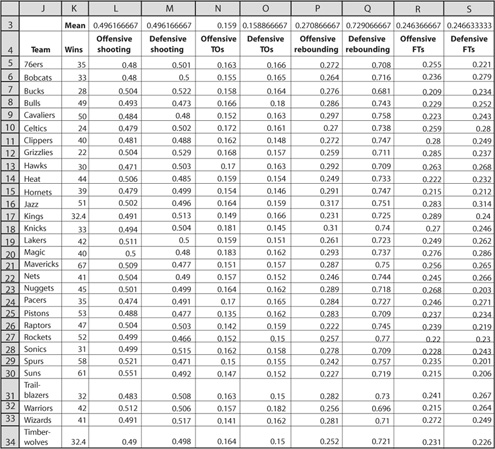 J K L M N O P Q R S
3 Mean 0.496166667 0.496166667 0.159 0.158866667 0.270866667 0.729066667 0.246366667 0.246633333
4 Team Wins Offensive shooting Defensive shooting Offensive TOs Defensive TOs Offensive rebounding Defensive rebounding Offensive FTs Defensive FTs
5 76ers 35 0.48 0.501 0.163 0.166 0.272 0.708 0.255 0.221
6 Bobcats 33 0.48 0.5 0.155 0.165 0.264 0.716 0.236 0.279
7 Bucks 28 0.504 0.522 0.158 0.164 0.276 0.681 0.209 0.234
8 Bulls 49 0.493 0.473 0.166 0.18 0.286 0.743 0.229 0.252
9 Cavaliers 50 0.484 0.48 0.152 0.163 0.297 0.758 0.223 0.243
10 Celtics 24 0.479 0.502 0.172 0.161 0.27 0.738 0.259 0.28
11 Clippers 40 0.481 0.488 0.162 0.148 0.272 0.747 0.28 0.249
12 Grizzlies 22 0.504 0.529 0.168 0.157 0.259 0.711 0.285 0.237
13 Hawks 30 0.471 0.503 0.17 0.163 0.292 0.709 0.263 0.268
14 Heat 44 0.506 0.485 0.159 0.154 0.249 0.733 0.222 0.232
15 Hornets 39 0.479 0.499 0.154 0.146 0.291 0.747 0.215 0.212
16 Jazz 51 0.502 0.496 0.164 0.159 0.317 0.751 0.283 0.314
17 Kings 32.4 0.491 0.513 0.149 0.166 0.231 0.725 0.289 0.24
18 Knicks 33 0.494 0.504 0.181 0.145 0.31 0.74 0.27 0.246
19 Lakers 42 0.511 0.5 0.159 0.151 0.261 0.723 0.249 0.262
20 Magic 40 0.5 0.48 0.183 0.162 0.293 0.737 0.276 0.286
21 Mavericks 67 0.509 0.477 0.151 0.157 0.287 0.75 0.256 0.265
22 Nets 41 0.504 0.49 0.157 0.152 0.246 0.744 0.245 0.266
23 Nuggets 45 0.501 0.499 0.164 0.162 0.289 0.718 0.268 0.203
24 Pacers 35 0.474 0.491 0.17 0.165 0.284 0.727 0.246 0.271
25 Pistons 53 0.488 0.477 0.135 0.162 0.283 0.709 0.237 0.234
26 Raptors 47 0.504 0.503 0.142 0.159 0.222 0.745 0.239 0.219
27 Rockets 52 0.499 0.466 0.152 0.15 0.257 0.77 0.22 0.23
28 Sonics 31 0.499 0.515 0.162 0.158 0.278 0.709 0.228 0.243
29 Spurs 58 0.521 0.471 0.15 0.155 0.242 0.757 0.235 0.201
30 Suns 61 0.551 0.492 0.147 0.152 0.227 0.719 0.215 0.206
31 Trail-
blazers 32 0.483 0.508 0.163 0.15 0.282 0.73 0.241 0.267
32 Warriors 42 0.512 0.506 0.157 0.182 0.256 0.696 0.215 0.264
33 Wizards 41 0.491 0.517 0.141 0.162 0.281 0.71 0.272 0.249
34 Timber-
wolves 32.4 0.49 0.498 0.164 0.15 0.252 0.721 0.231 0.226